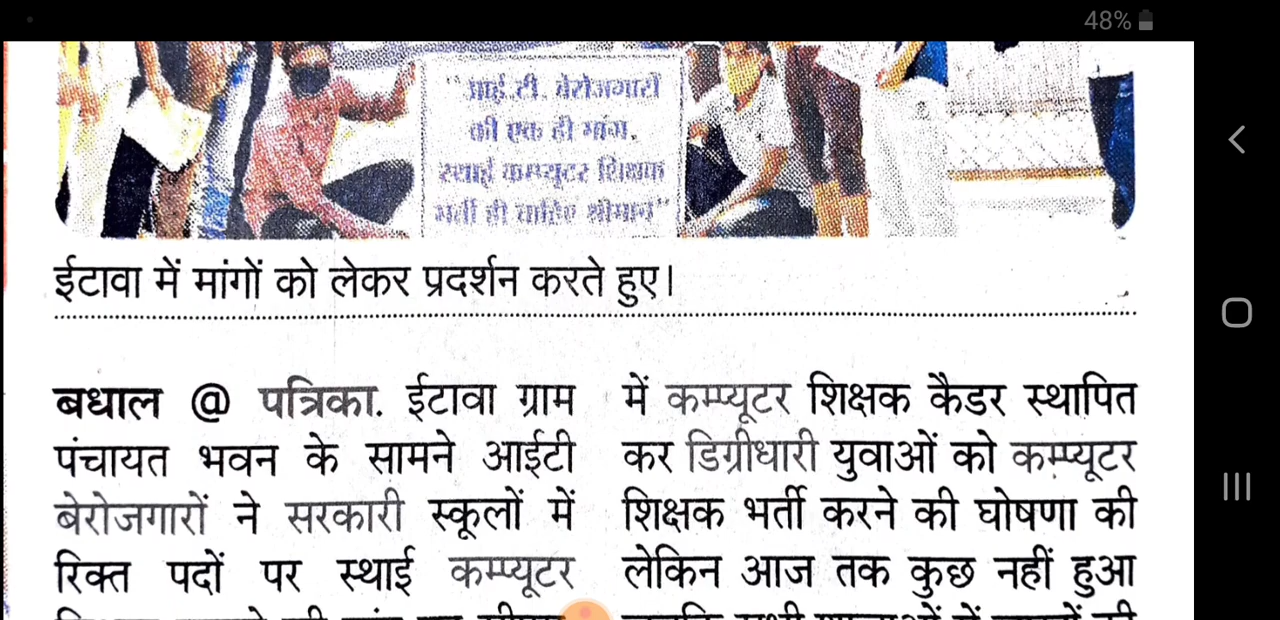 48%
"आई.टी. बेरोजगारों
की एक ही मांग,
स्थाई कम्प्यूटर शिक्षक
भर्ती ही चाहिए श्रीमान"
ईटावा में मांगों को लेकर प्रदर्शन करते हुए।
बधाल @ पत्रिका. ईटावा ग्राम
पंचायत भवन के सामने आईटी
बेरोजगारों ने सरकारी स्कूलों में
रिक्त पदों पर स्थाई कम्प्यूटर
में कम्प्यूटर शिक्षक कैडर स्थापित
कर डिग्रीधारी युवाओं को कम्प्यूटर
शिक्षक भर्ती करने की घोषणा की
लेकिन आज तक कुछ नहीं हुआ